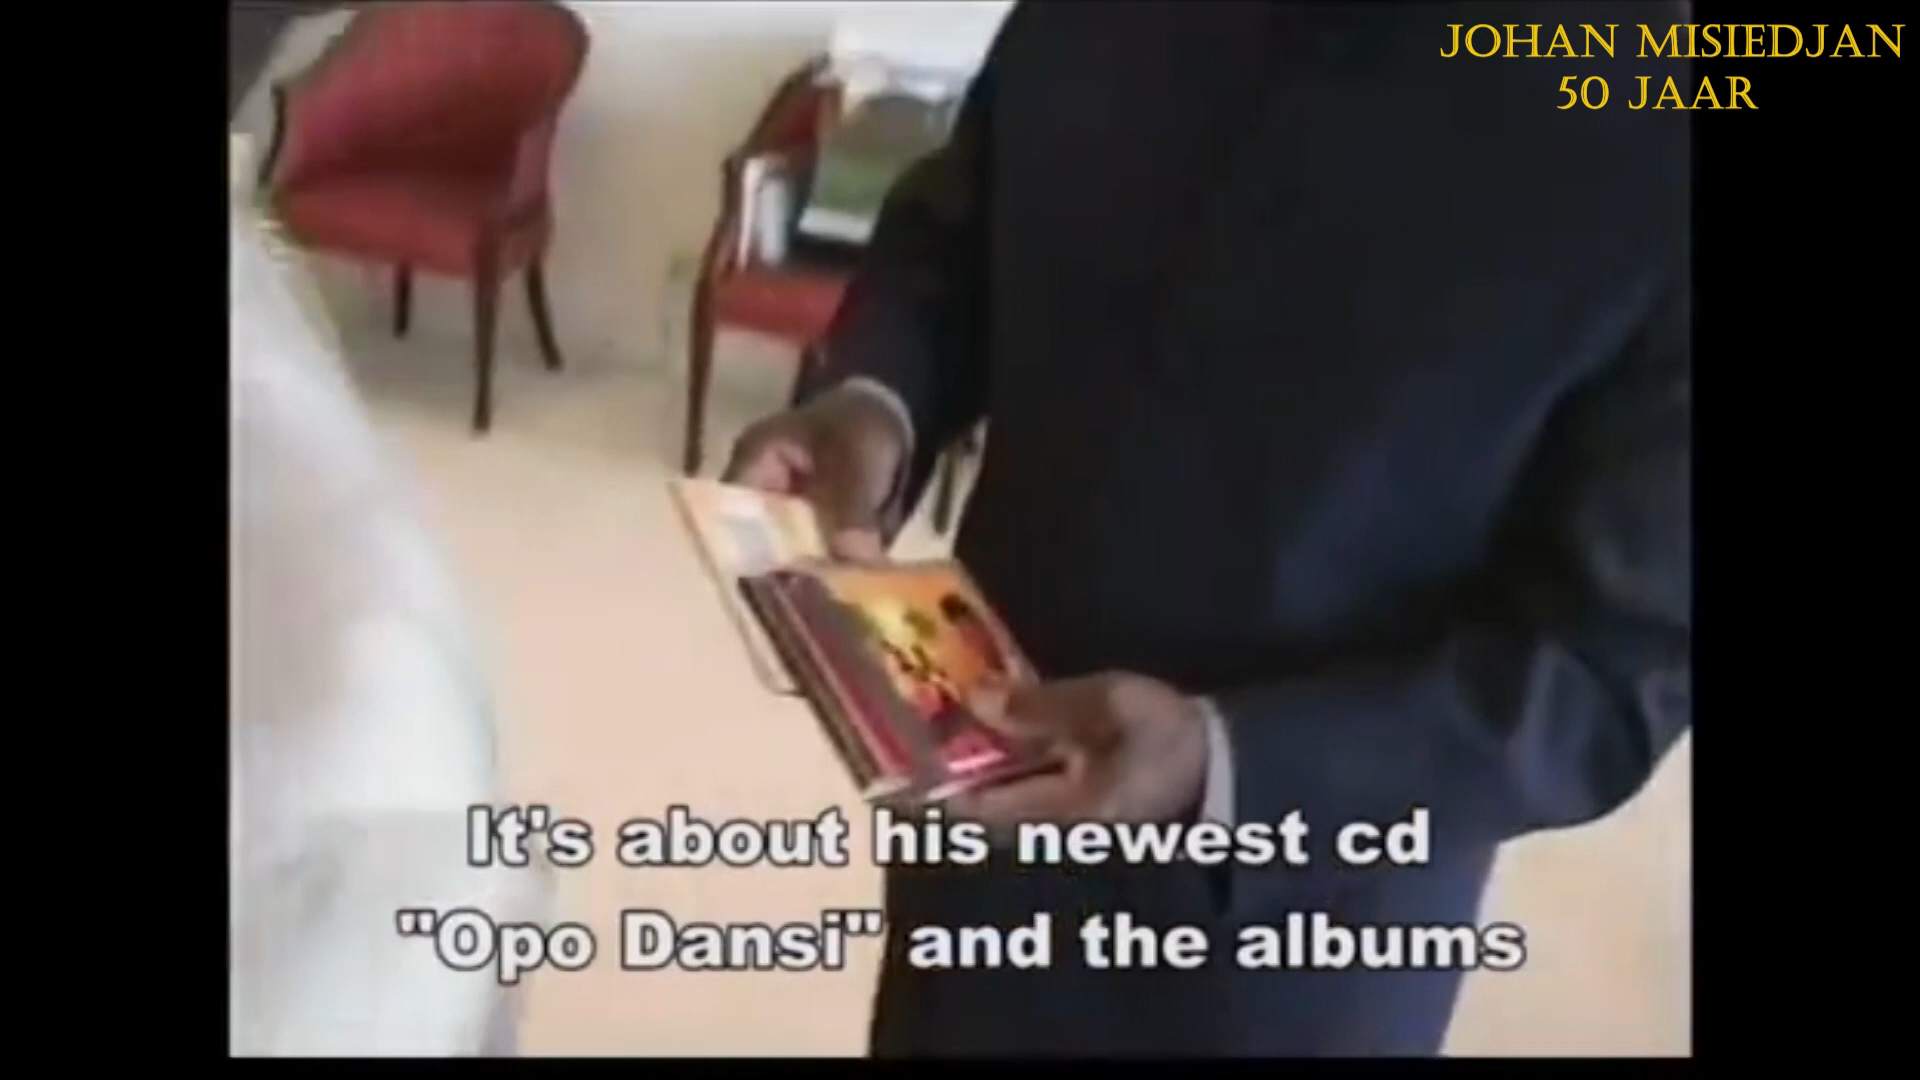 JOHAN MISIEDJAN
50 JAAR
It's about his newest cd
"Opo Dansi" and the albums